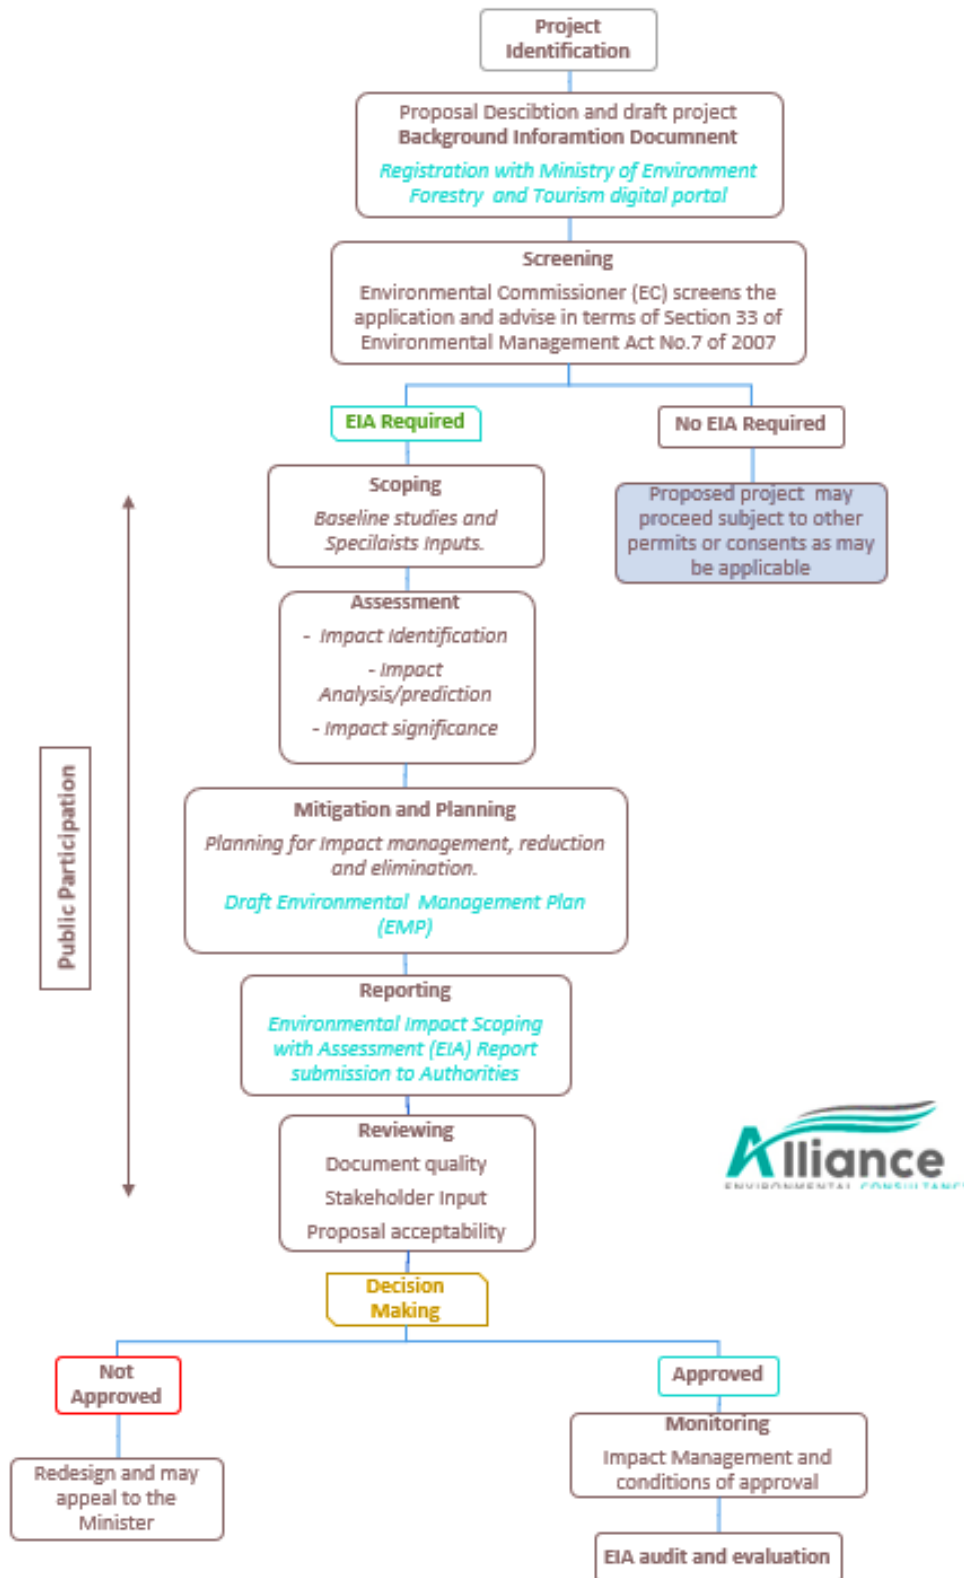 Project
Identification
Proposal Descibtion and draft project
Background Inforamtion Documnent
Registration with Ministry of Environment
Forestry and Tourism digital portal
Screening
Environmental Commissioner (EC) screens the
application and advise in terms of Section 33 of
Environmental Management Act No.7 of 2007
EIA Required
No EIA Required
Scoping
Baseline studies and
Specilaists Inputs.
Proposed project may
proceed subject to other
permits or consents as may
be applicable
Assessment
- Impact Identification
- Impact
Analysis/prediction
- Impact significance
Public Participation
Mitigation and Planning
Planning for Impact management, reduction
and elimination.
Draft Environmental Management Plan
(EMP)
Reporting
Environmental Impact Scoping
with Assessment (EIA) Report
submission to Authorities
Reviewing
Document quality
Stakeholder Input
Proposal acceptability
Alliance
ENVIRONMENTAL CONSULTANCY
Decision
Making
Not
Approved
Approved
Redesign and may
appeal to the
Minister
Monitoring
Impact Management and
conditions of approval
EIA audit and evaluation